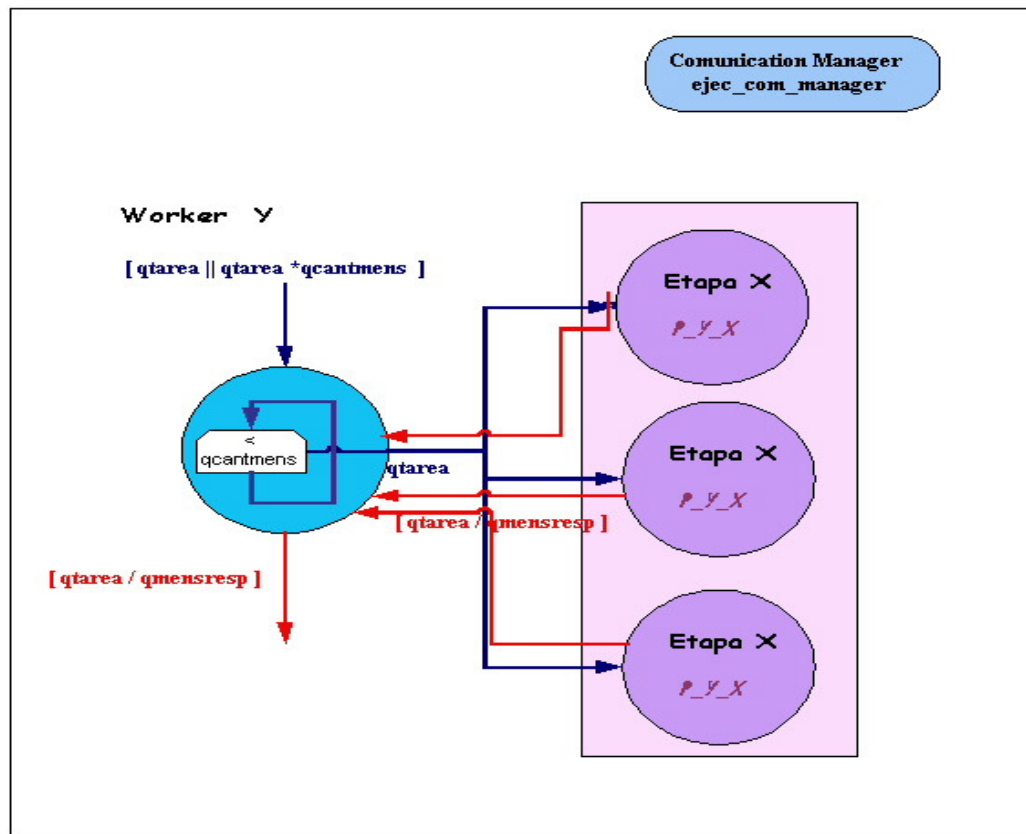 Comunication Manager
ejec_com_manager
Worker Y
[ qtarea || qtarea *qcantmens ]
Etapa X
P_Y_X
<
qcantmens
qtarea
Etapa X
P_Y_X
[ qtarea / qmensresp ]
[ qtarea / qmensresp ]
Etapa X
P_Y_X